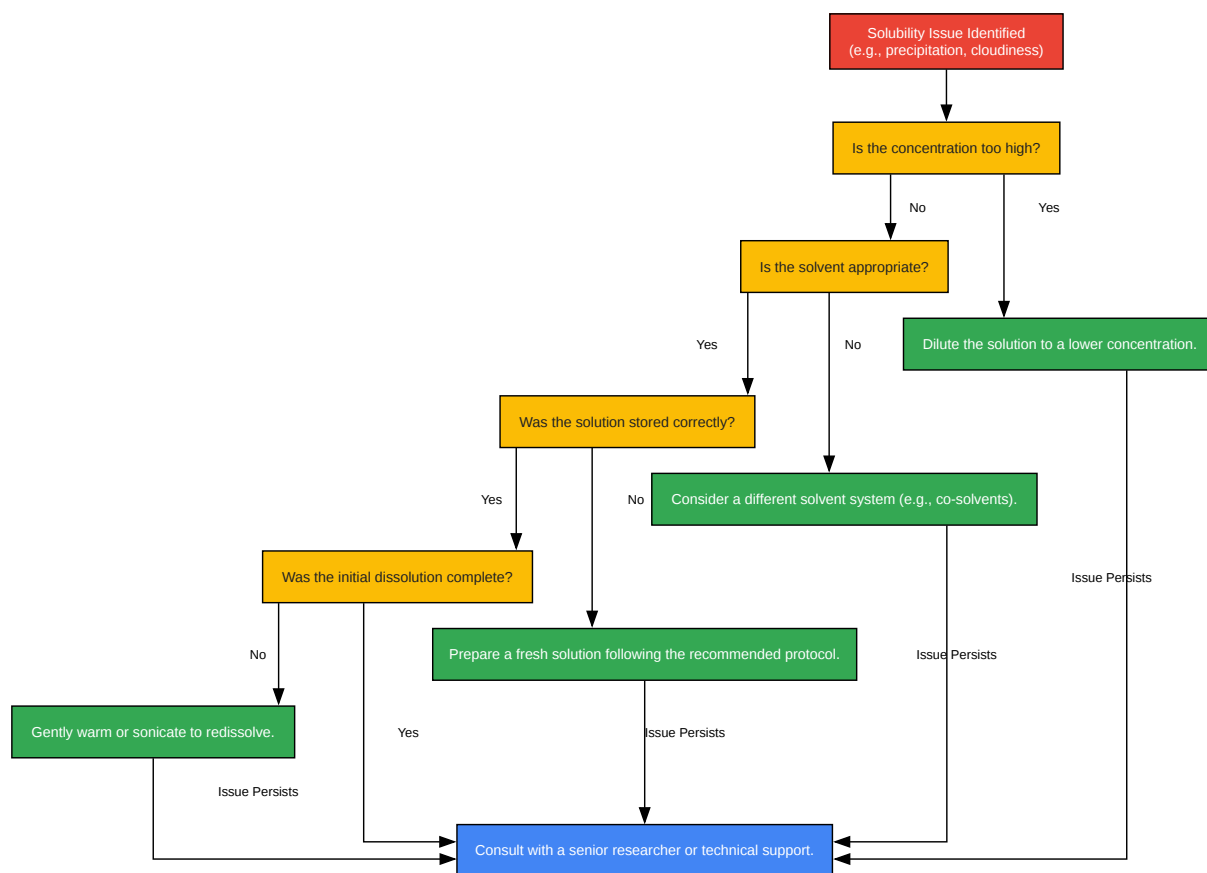 Solubility Issue Identified
(e.g., precipitation, cloudiness)
Is the concentration too high?
No
Yes
Is the solvent appropriate?
Yes
No
Dilute the solution to a lower concentration.
Was the solution stored correctly?
Yes
No
Consider a different solvent system (e.g., co-solvents).
Was the initial dissolution complete?
Issue Persists
No
Prepare a fresh solution following the recommended protocol.
Issue Persists
Gently warm or sonicate to redissolve.
Yes
Issue Persists
Issue Persists
Consult with a senior researcher or technical support.